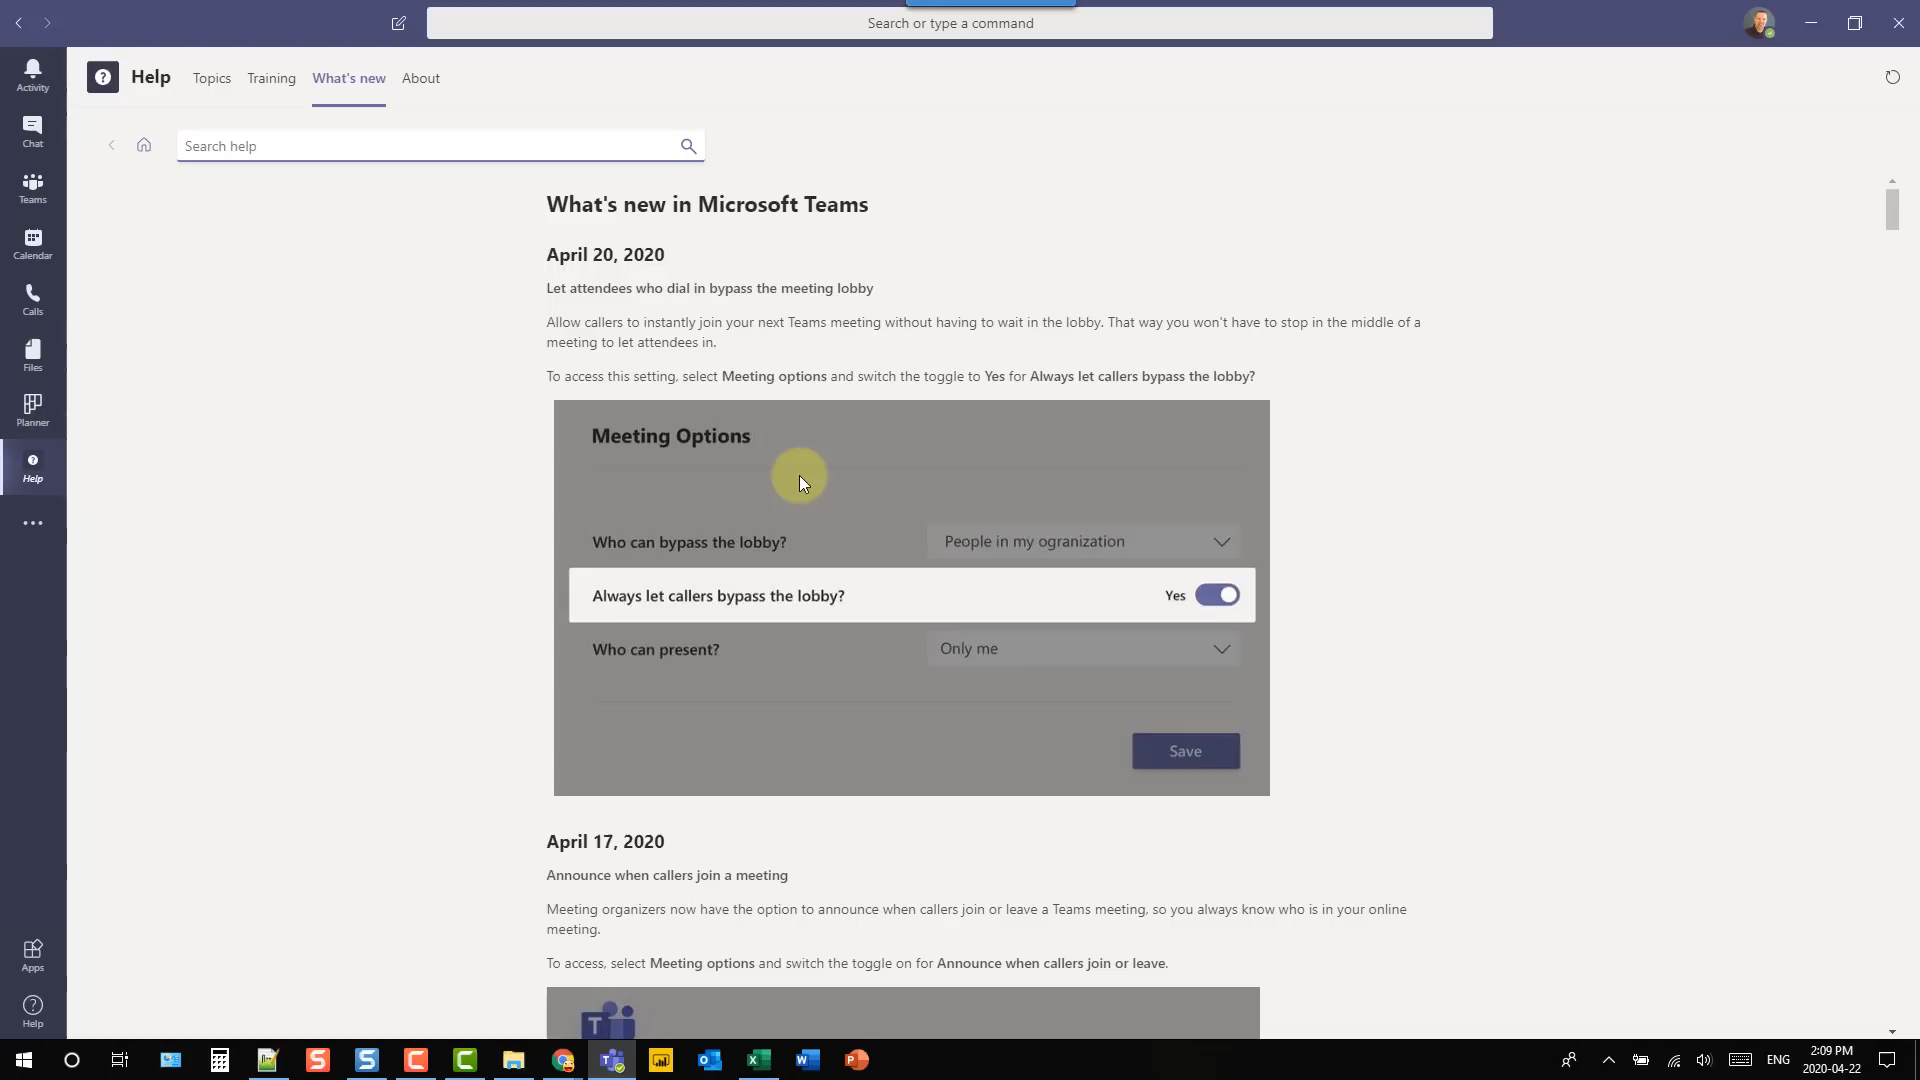 Search or type a command
Activity
Chat
Teams
Calendar
Calls
Files
Planner
Help
Apps
Help
Help Topics Training What's new About
Search help
What's new in Microsoft Teams
April 20, 2020
Let attendees who dial in bypass the meeting lobby
Allow callers to instantly join your next Teams meeting without having to wait in the lobby. That way you won't have to stop in the middle of a
meeting to let attendees in.
To access this setting, select Meeting options and switch the toggle to Yes for Always let callers bypass the lobby?
Meeting Options
Who can bypass the lobby? People in my ogranization
Always let callers bypass the lobby? Yes
Who can present? Only me
Save
April 17, 2020
Announce when callers join a meeting
Meeting organizers now have the option to announce when callers join or leave a Teams meeting, so you always know who is in your online
meeting.
To access, select Meeting options and switch the toggle on for Announce when callers join or leave.
T
ENG
2:09 PM
2020-04-22